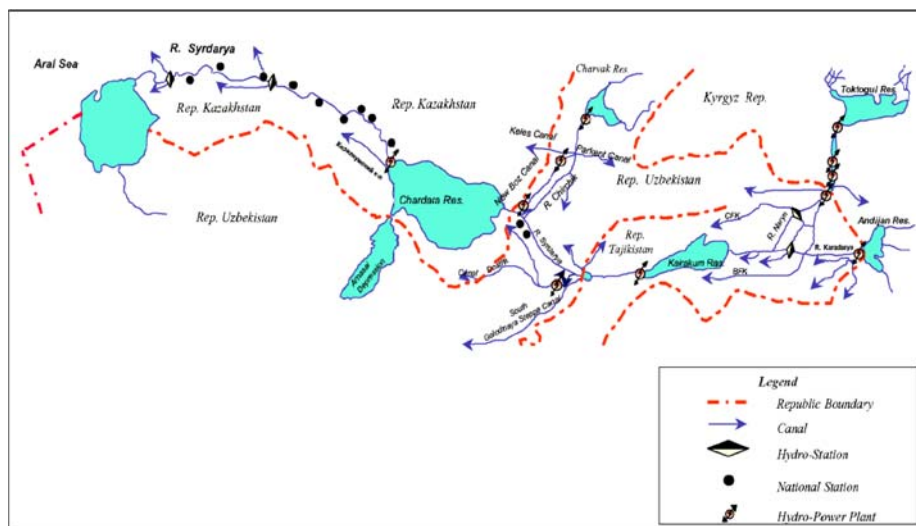 R. Syrdarya
Aral Sea
Charvak Res.
Toktogul Res.
Rep. Kazakhstan
Rep. Kazakhstan
Kyrgyz Rep.
Keles Canal
Parkent Canal
New Boz Canal
R. Chirchik
Rep. Uzbekistan
Rep. Uzbekistan
Chardara Res.
CFK
R. Naryn
Andijan Res.
R. Syrdarya
Rep.
Tajikistan
R. Karadarya
Kairakum Res.
Arnasai
Depression
Canal
BFK
South
Golodnaya Steppe Canal
Legend
Republic Boundary
Canal
Hydro-Station
National Station
Hydro-Power Plant